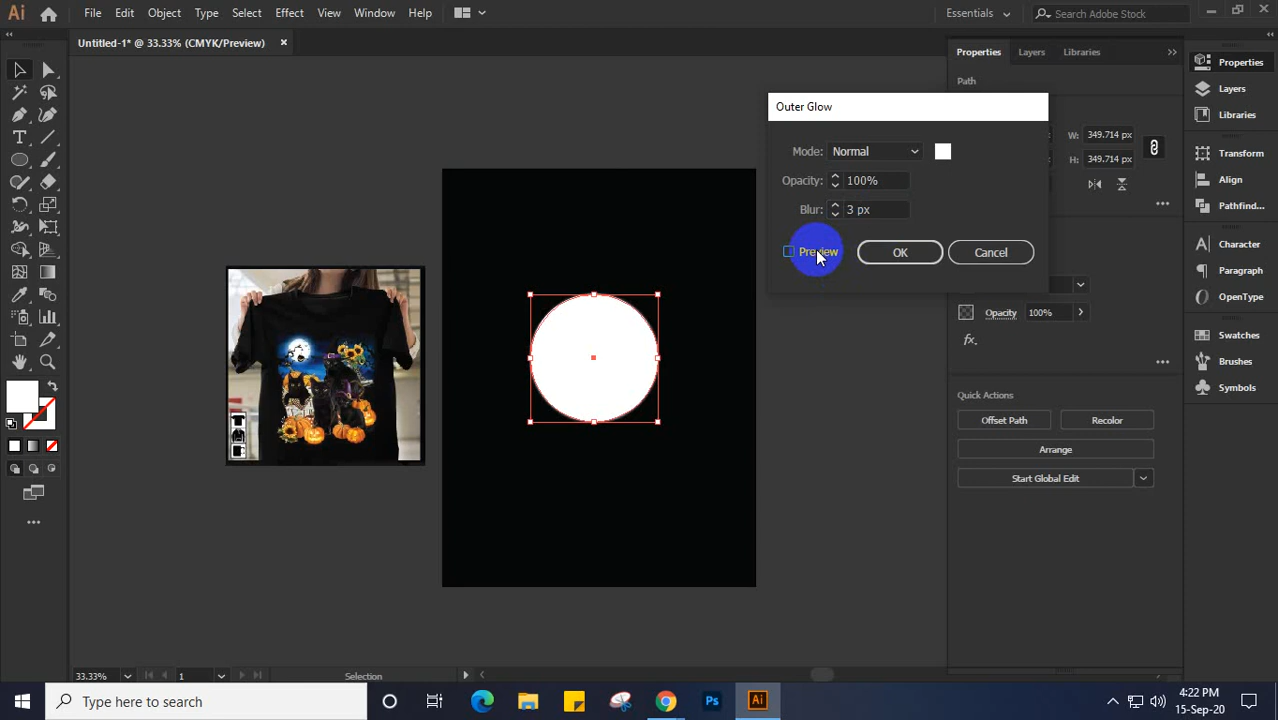 Ai File Edit Object Type Select Effect View Window Help Essentials Search Adobe Stock
Untitled-1* @ 33.33% (CMYK/Preview)
Properties Layers Libraries
Path
Outer Glow
Mode: Normal
Opacity: 100%
Blur: 3 px
Preview OK Cancel
W: 349.714 px
H: 349.714 px
Opacity 100%
fx.
Quick Actions
Offset Path Recolor
Arrange
Start Global Edit
Properties
Layers
Libraries
Transform
Align
Pathfind...
Character
Paragraph
OpenType
Swatches
Brushes
Symbols
33.33% 1 Selection
Type here to search
Ps Ai
4:22 PM
15-Sep-20